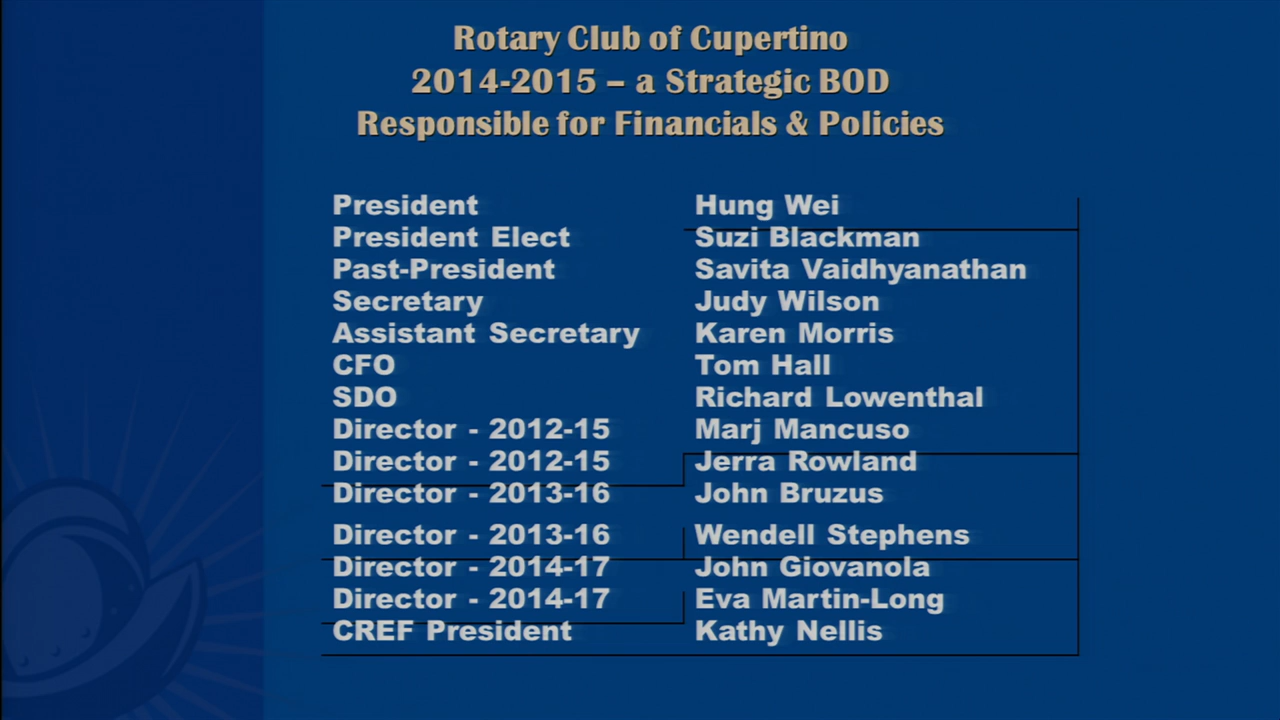 Rotary Club of Cupertino
2014-2015 – a Strategic BOD
Responsible for Financials & Policies
President Hung Wei
President Elect Suzi Blackman
Past-President Savita Vaidhyanathan
Secretary Judy Wilson
Assistant Secretary Karen Morris
CFO Tom Hall
SDO Richard Lowenthal
Director - 2012-15 Marj Mancuso
Director - 2012-15 Jerra Rowland
Director - 2013-16 John Bruzus
Director - 2013-16 Wendell Stephens
Director - 2014-17 John Giovanola
Director - 2014-17 Eva Martin-Long
CREF President Kathy Nellis